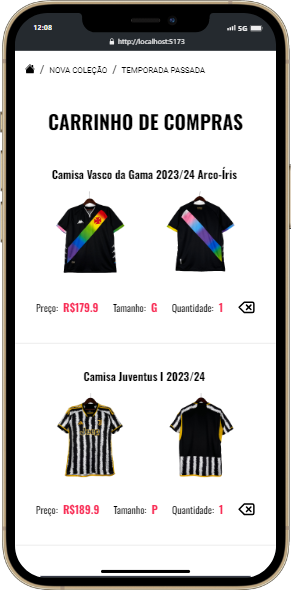 12:08
5G
http://localhost:5173
/ NOVA COLEÇÃO / TEMPORADA PASSADA
CARRINHO DE COMPRAS
Camisa Vasco da Gama 2023/24 Arco-Íris
Preço: R$179.9 Tamanho: G Quantidade: 1
Camisa Juventus I 2023/24
Preço: R$189.9 Tamanho: P Quantidade: 1